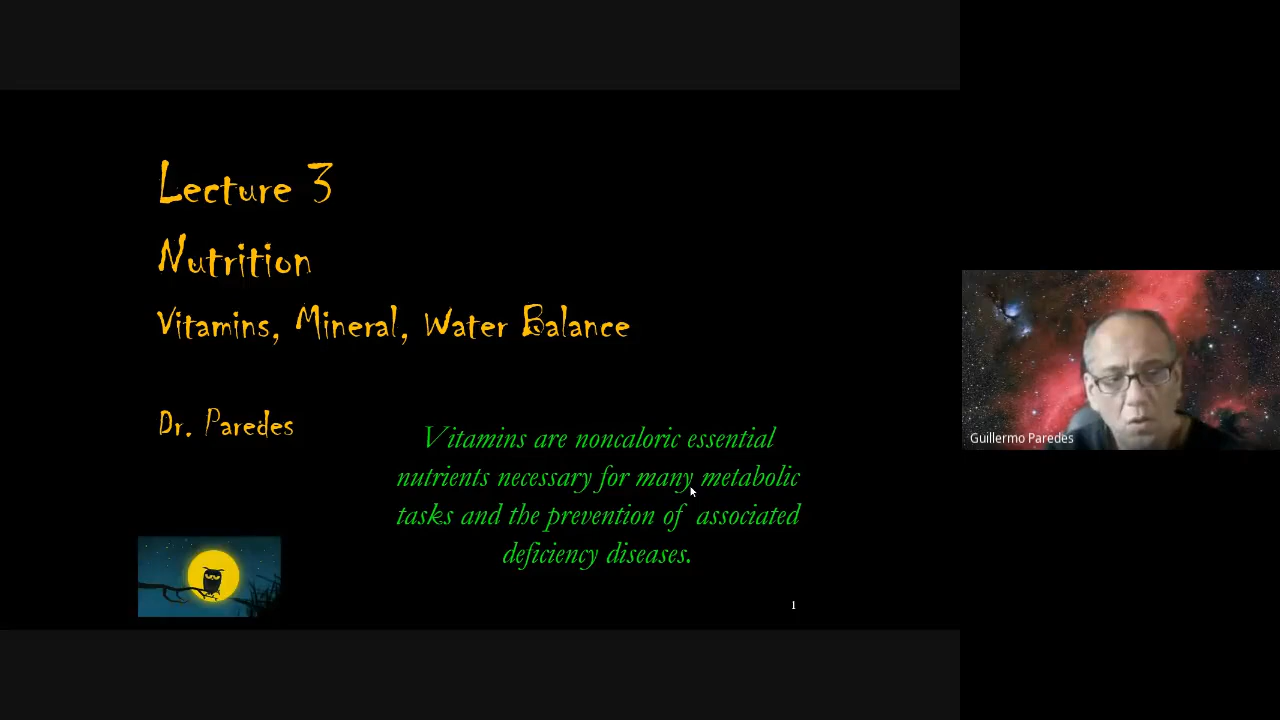 Lecture 3
Nutrition
Vitamins, Mineral, Water Balance
Dr. Paredes
Vitamins are noncaloric essential
nutrients necessary for many metabolic
tasks and the prevention of associated
deficiency diseases.
1
Guillermo Paredes